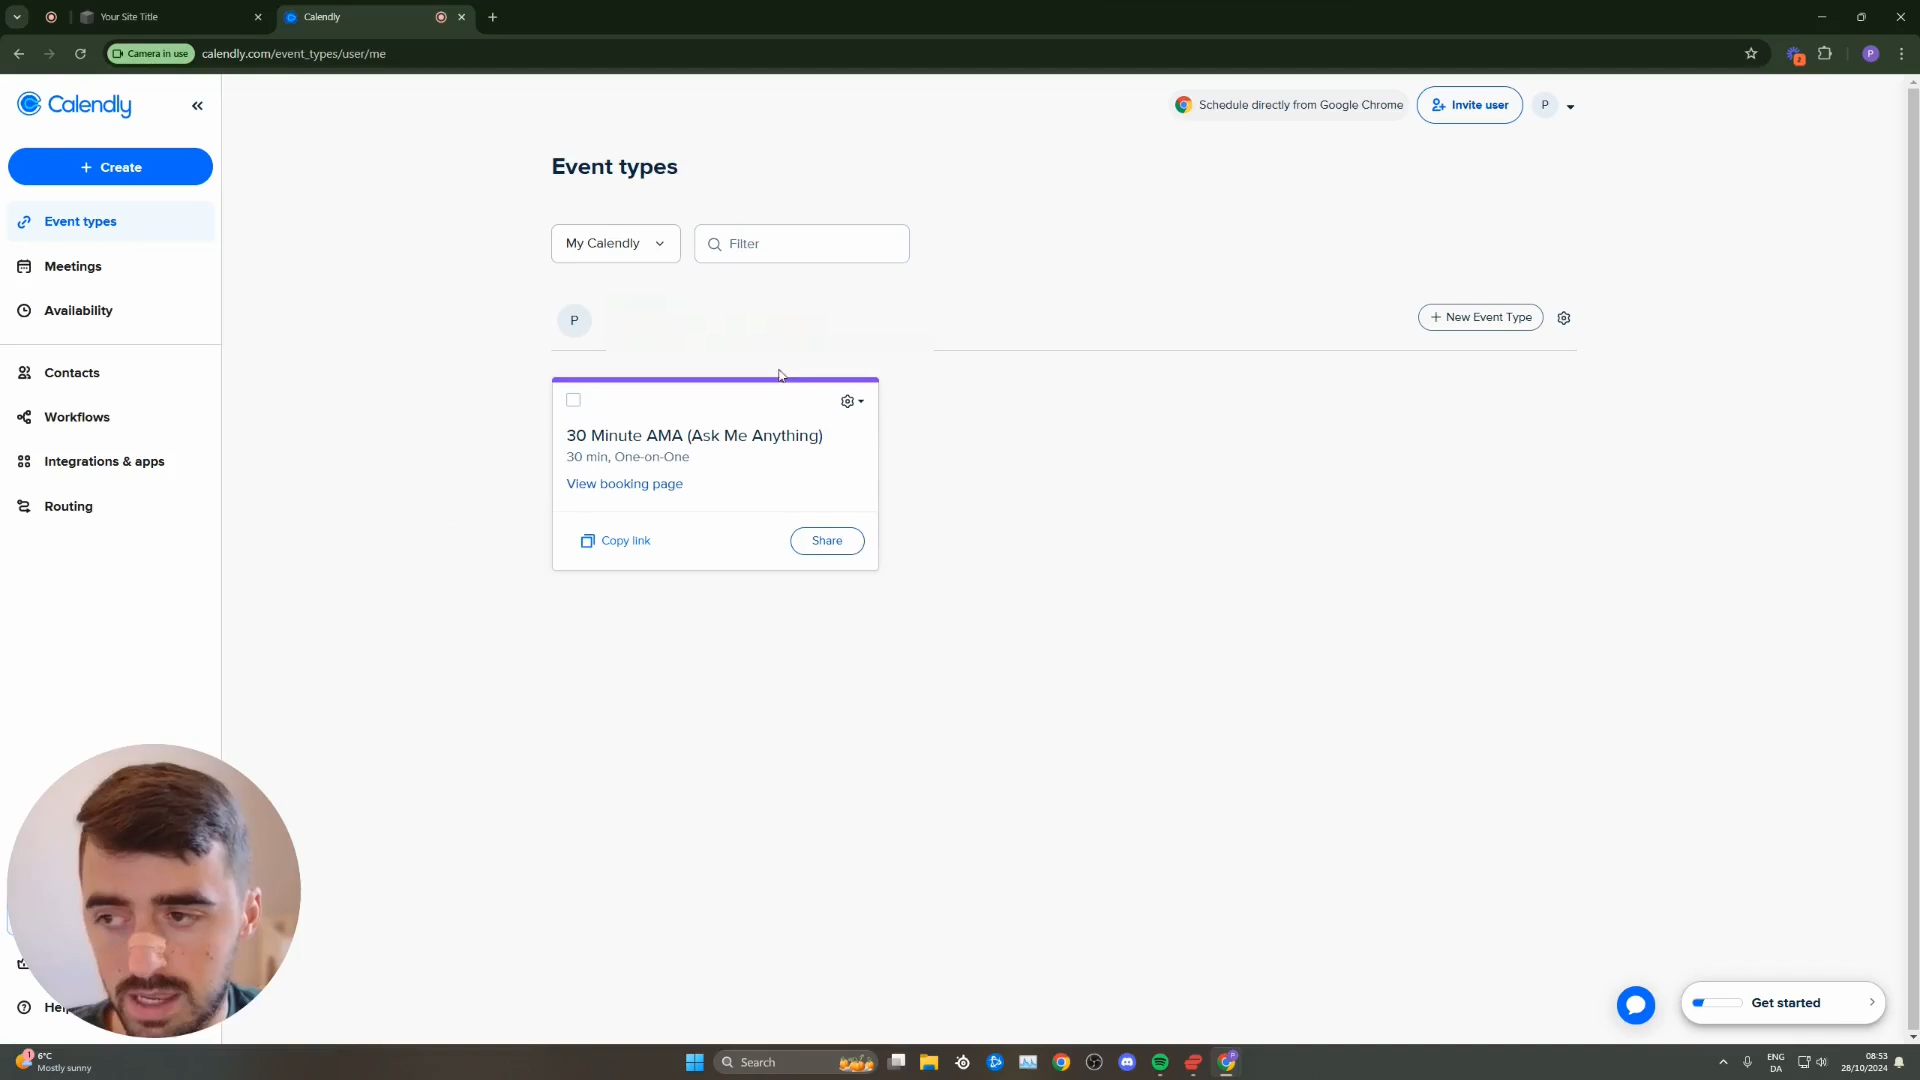 Your Site Title
Calendly
Camera in use
calendly.com/event_types/user/me
Calendly
Schedule directly from Google Chrome
Invite user
P
+ Create
Event types
Event types
My Calendly
Filter
Meetings
Availability
P
+ New Event Type
Contacts
Workflows
Integrations & apps
Routing
30 Minute AMA (Ask Me Anything)
30 min, One-on-One
View booking page
Copy link
Share
Get started
6°C
Mostly sunny
Search
ENG
DA
08:53
28/10/2024